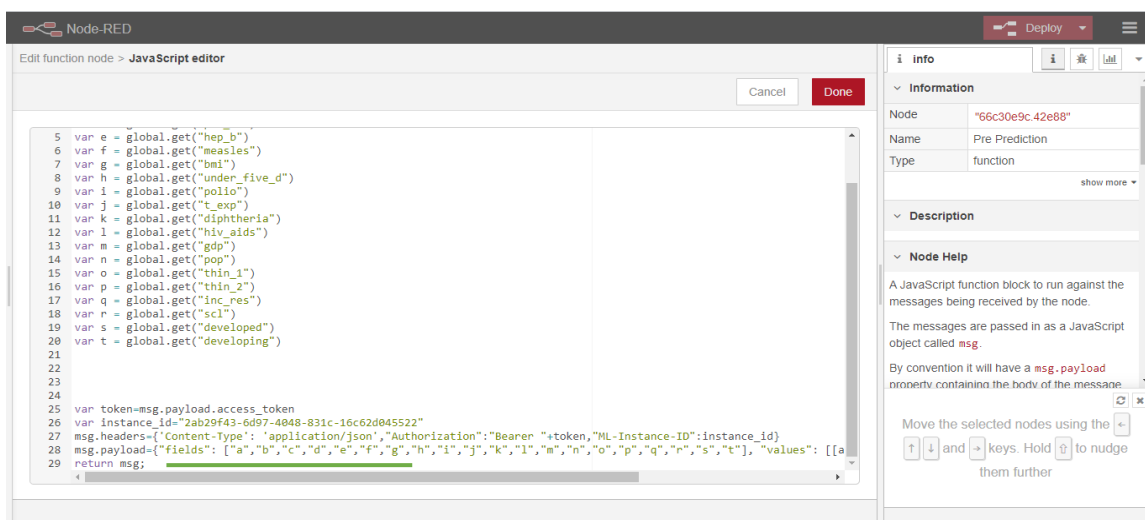 Node-RED
Deploy
Edit function node > JavaScript editor
Cancel
Done
5 var e = global.get("hep_b")
6 var f = global.get("measles")
7 var g = global.get("bmi")
8 var h = global.get("under_five_d")
9 var i = global.get("polio")
10 var j = global.get("t_exp")
11 var k = global.get("diphtheria")
12 var l = global.get("hiv_aids")
13 var m = global.get("gdp")
14 var n = global.get("pop")
15 var o = global.get("thin_1")
16 var p = global.get("thin_2")
17 var q = global.get("inc_res")
18 var r = global.get("scl")
19 var s = global.get("developed")
20 var t = global.get("developing")
21
22
23
24
25 var token=msg.payload.access_token
26 var instance_id="2ab29f43-6d97-4048-831c-16c62d045522"
27 msg.headers={'Content-Type': 'application/json',"Authorization":"Bearer "+token,"ML-Instance-ID":instance_id}
28 msg.payload={"fields": ["a","b","c","d","e","f","g","h","i","j","k","l","m","n","o","p","q","r","s","t"], "values": [[a
29 return msg;
i info
i
Information
Node "66c30e9c.42e88"
Name Pre Prediction
Type function
show more
Description
Node Help
A JavaScript function block to run against the
messages being received by the node.
The messages are passed in as a JavaScript
object called msg.
By convention it will have a msg.payload
property containing the body of the message
Move the selected nodes using the ←
↑ ↓ and → keys. Hold ⇧ to nudge
them further